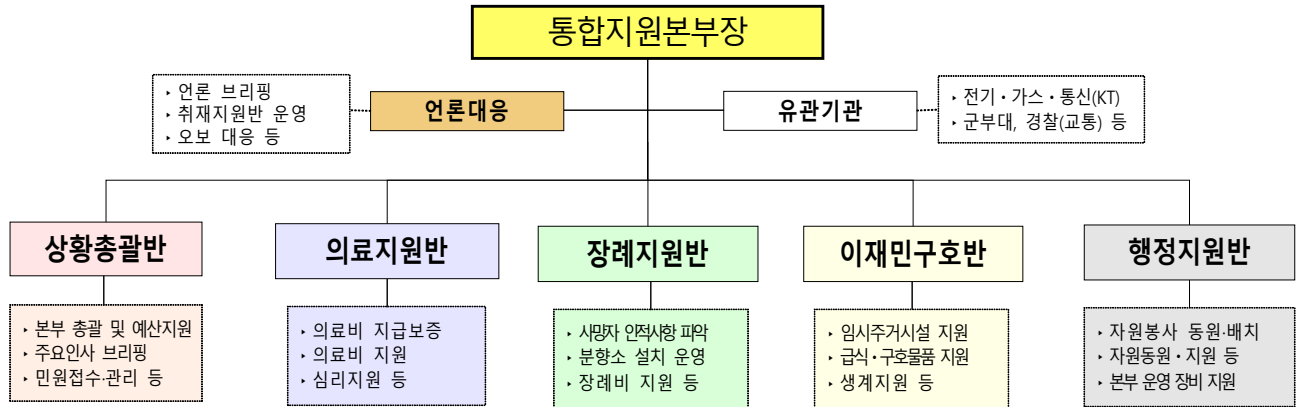 통합지원본부장
‣ 언론 브리핑
‣ 취재지원반 운영
‣ 오보 대응 등
언론대응
유관기관
‣ 전기・가스・통신(KT)
‣ 군부대, 경찰(교통) 등
상황총괄반
의료지원반
장례지원반
이재민구호반
행정지원반
‣ 본부 총괄 및 예산지원
‣ 주요인사 브리핑
‣ 민원접수·관리 등
‣ 의료비 지급보증
‣ 의료비 지원
‣ 심리지원 등
‣ 사망자 인적사항 파악
‣ 분향소 설치 운영
‣ 장례비 지원 등
‣ 임시주거시설 지원
‣ 급식・구호물품 지원
‣ 생계지원 등
‣ 자원봉사 동원·배치
‣ 자원동원・지원 등
‣ 본부 운영 장비 지원